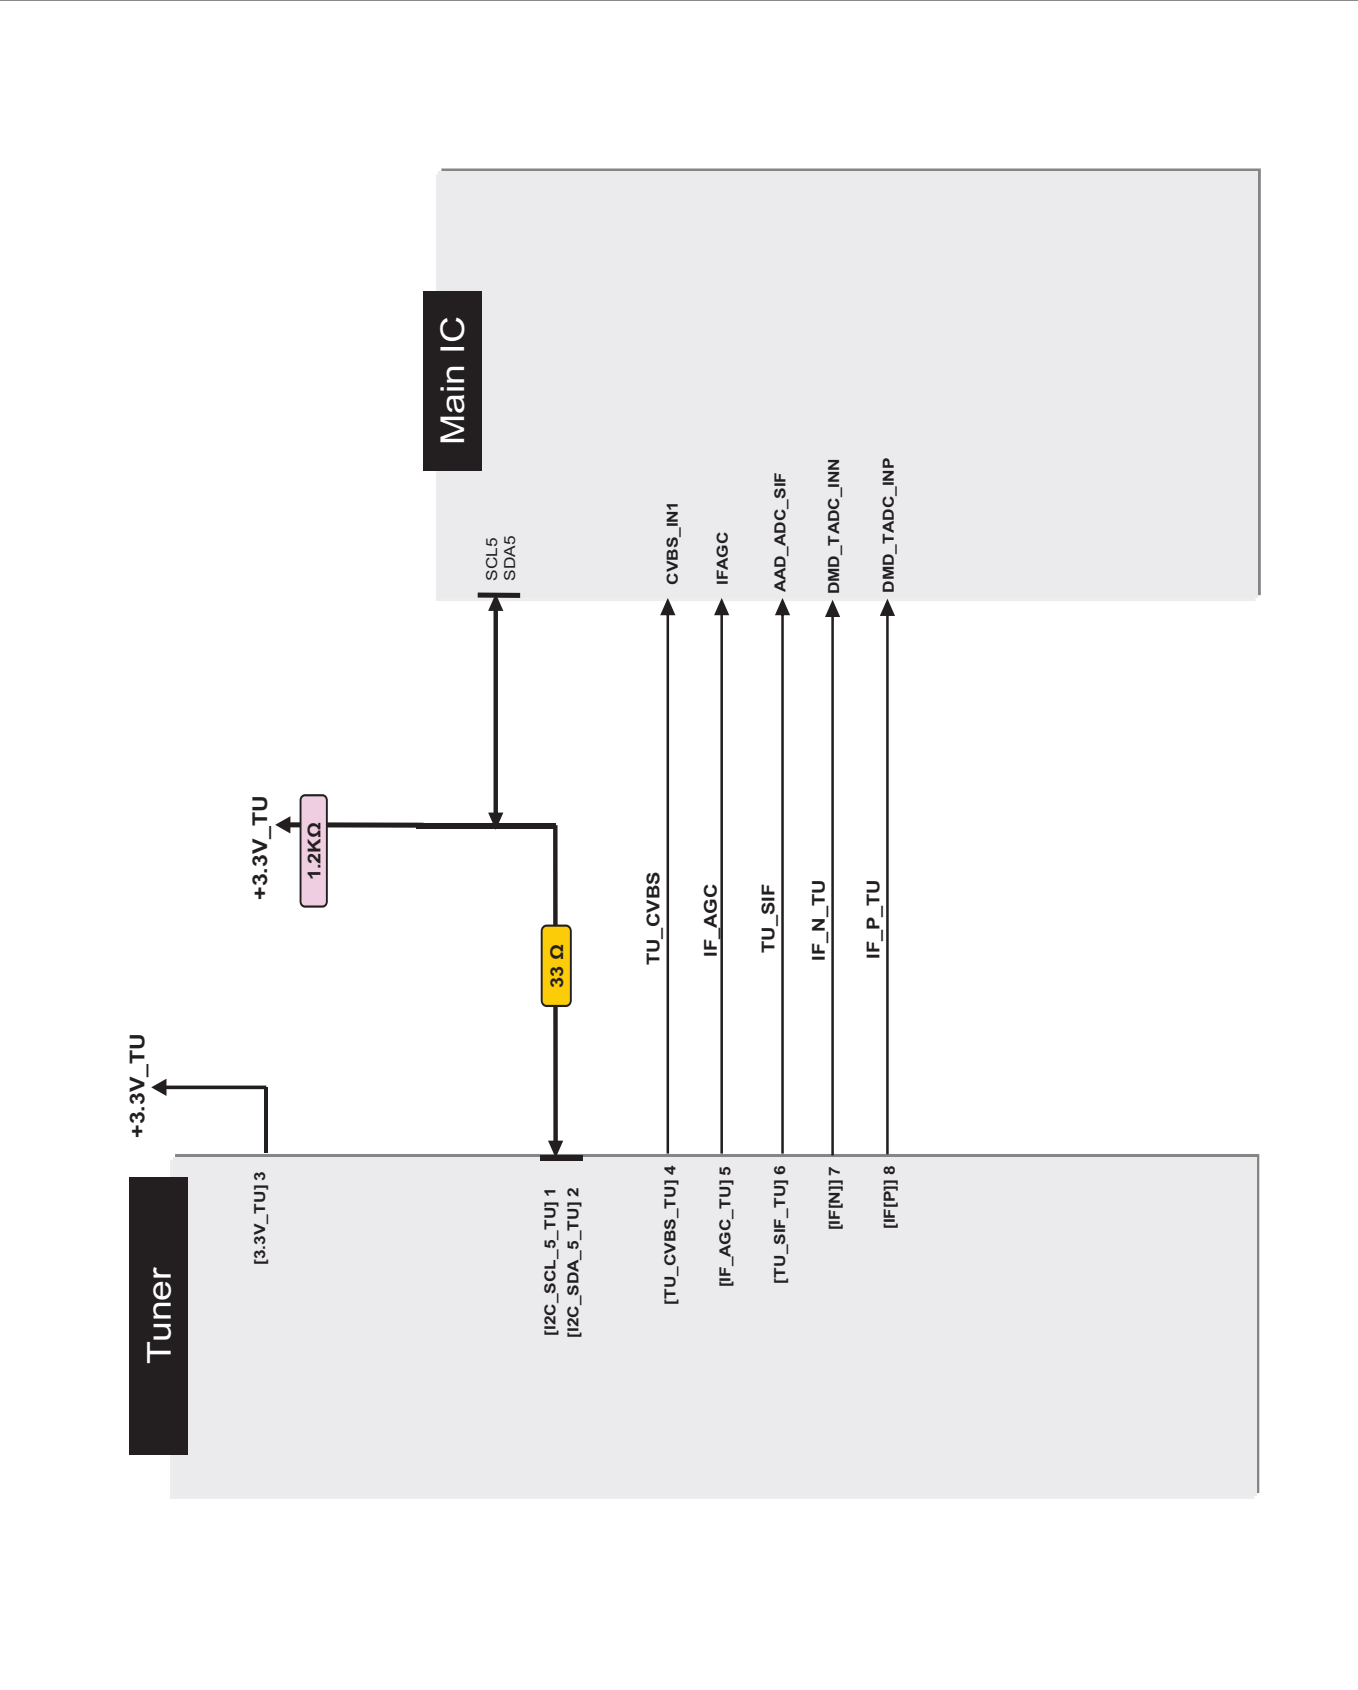 Tuner
Main IC
+3.3V_TU
[3.3V_TU] 3
+3.3V_TU
1.2KΩ
SCL5
SDA5
33 Ω
[I2C_SCL_5_TU] 1
[I2C_SDA_5_TU] 2
[TU_CVBS_TU] 4
TU_CVBS
CVBS_IN1
[IF_AGC_TU] 5
IF_AGC
IFAGC
[TU_SIF_TU] 6
TU_SIF
AAD_ADC_SIF
[IF[N]] 7
IF_N_TU
DMD_TADC_INN
[IF[P]] 8
IF_P_TU
DMD_TADC_INP